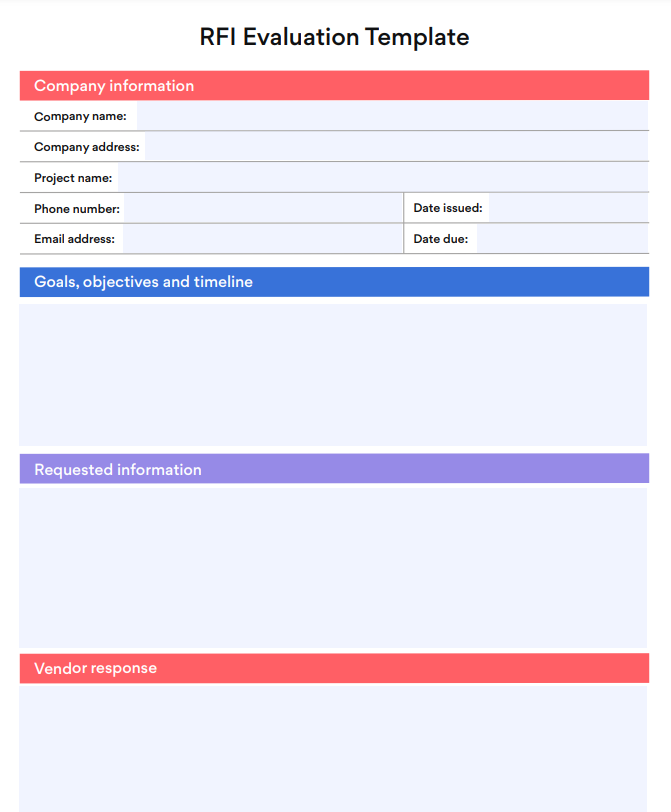 RFI Evaluation Template
Company information
Company name:
Company address:
Project name:
Phone number:
Date issued:
Email address:
Date due:
Goals, objectives and timeline
Requested information
Vendor response